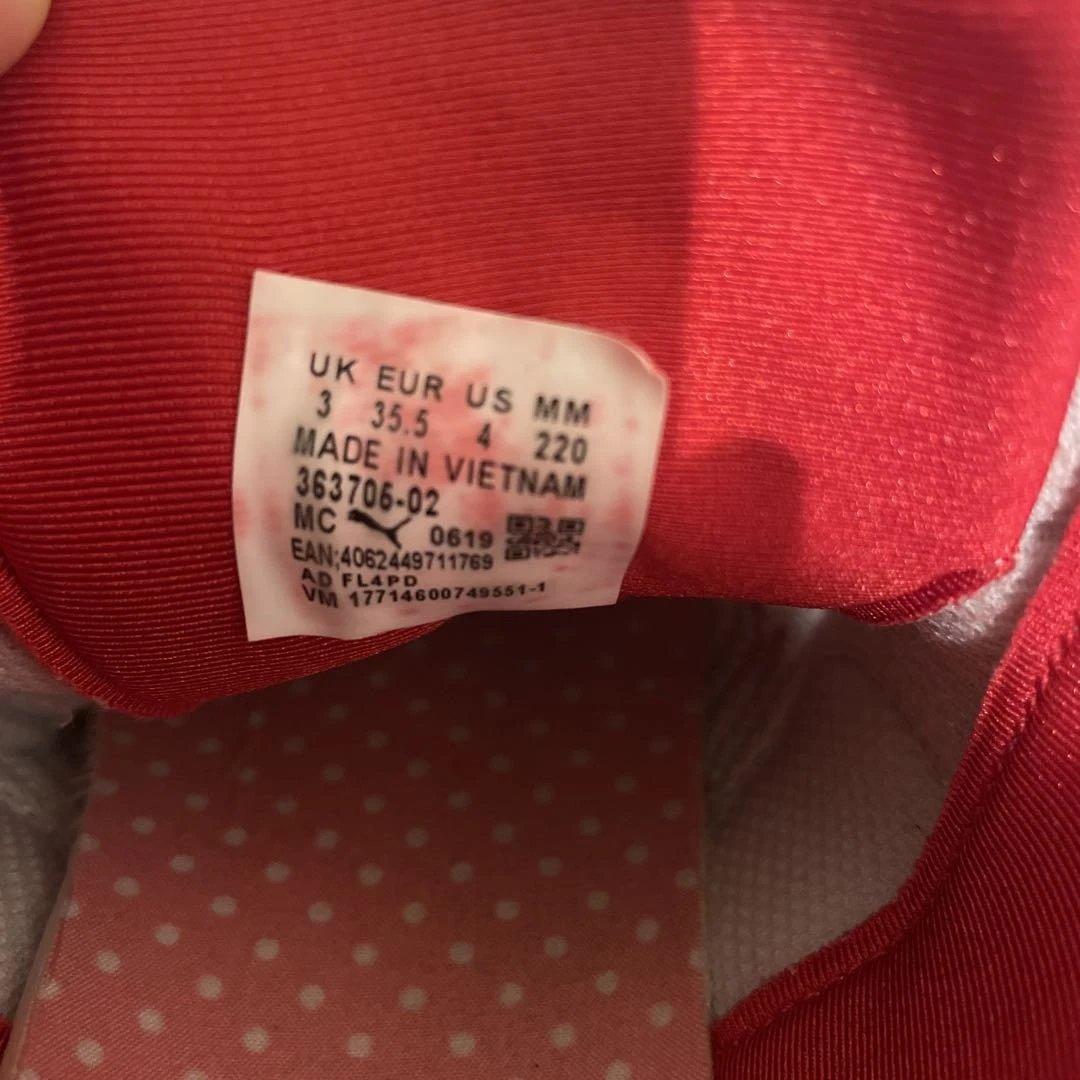 UK EUR US MM
3 35.5 4 220
MADE IN VIETNAM
363706-02
MC 0619
EAN;4062449711769
AD FL4PD
VM 17714600749551-1